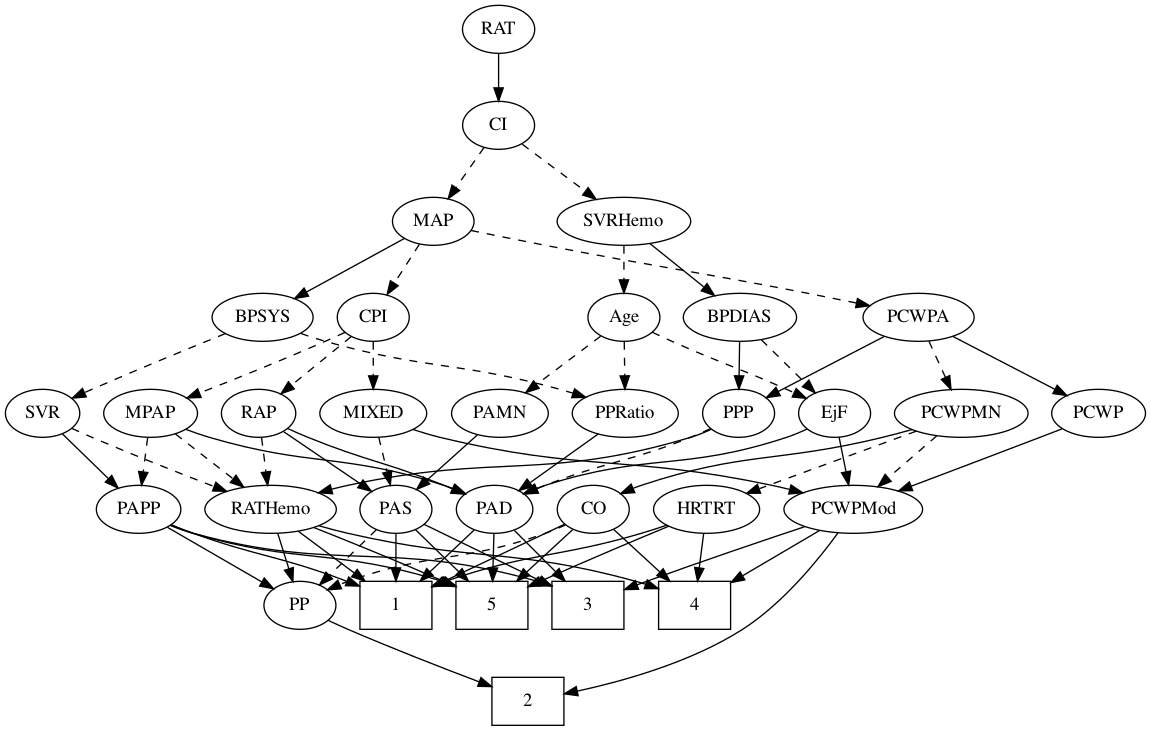 RAT
CI
MAP
SVRHemo
BPSYS
CPI
Age
BPDIAS
PCWPA
SVR
MPAP
RAP
MIXED
PAMN
PPRatio
PPP
EjF
PCWPMN
PCWP
PAPP
RATHemo
PAS
PAD
CO
HRTRT
PCWPMod
PP
1
5
3
4
2